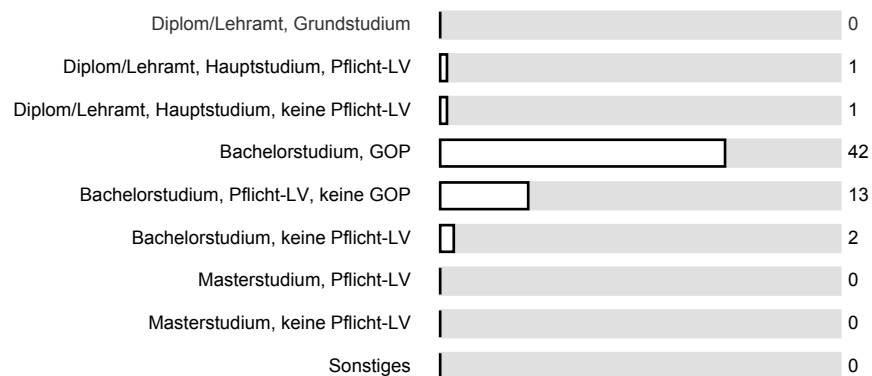 Diplom/Lehramt, Grundstudium 0
Diplom/Lehramt, Hauptstudium, Pflicht-LV 1
Diplom/Lehramt, Hauptstudium, keine Pflicht-LV 1
Bachelorstudium, GOP 42
Bachelorstudium, Pflicht-LV, keine GOP 13
Bachelorstudium, keine Pflicht-LV 2
Masterstudium, Pflicht-LV 0
Masterstudium, keine Pflicht-LV 0
Sonstiges 0